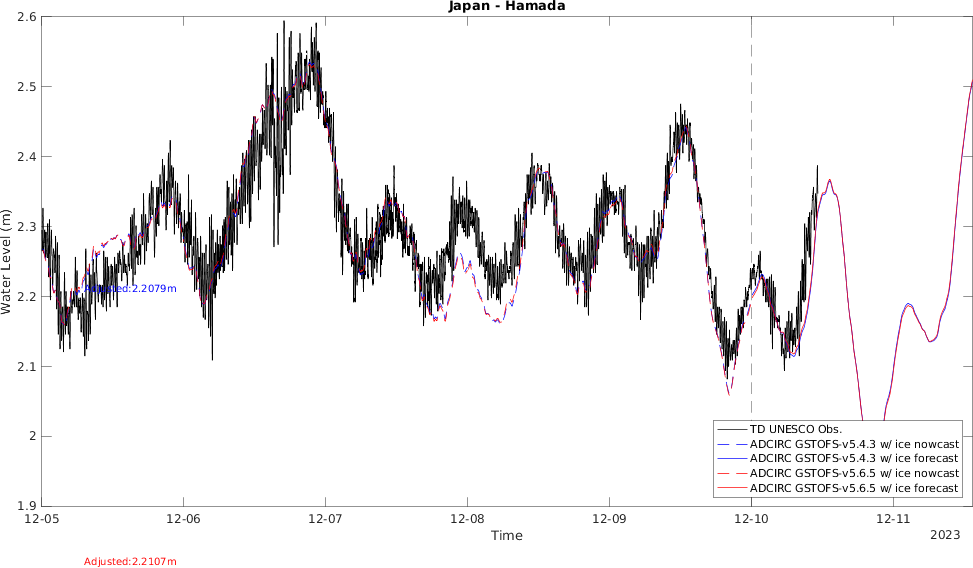 Japan - Hamada
2.6
2.5
2.4
2.3
2.2
2.1
2
1.9
Water Level (m)
Adjusted:2.2079m
TD UNESCO Obs.
ADCIRC GSTOFS-v5.4.3 w/ ice nowcast
ADCIRC GSTOFS-v5.4.3 w/ ice forecast
ADCIRC GSTOFS-v5.6.5 w/ ice nowcast
ADCIRC GSTOFS-v5.6.5 w/ ice forecast
12-05 12-06 12-07 12-08 12-09 12-10 12-11
Time
2023
Adjusted:2.2107m